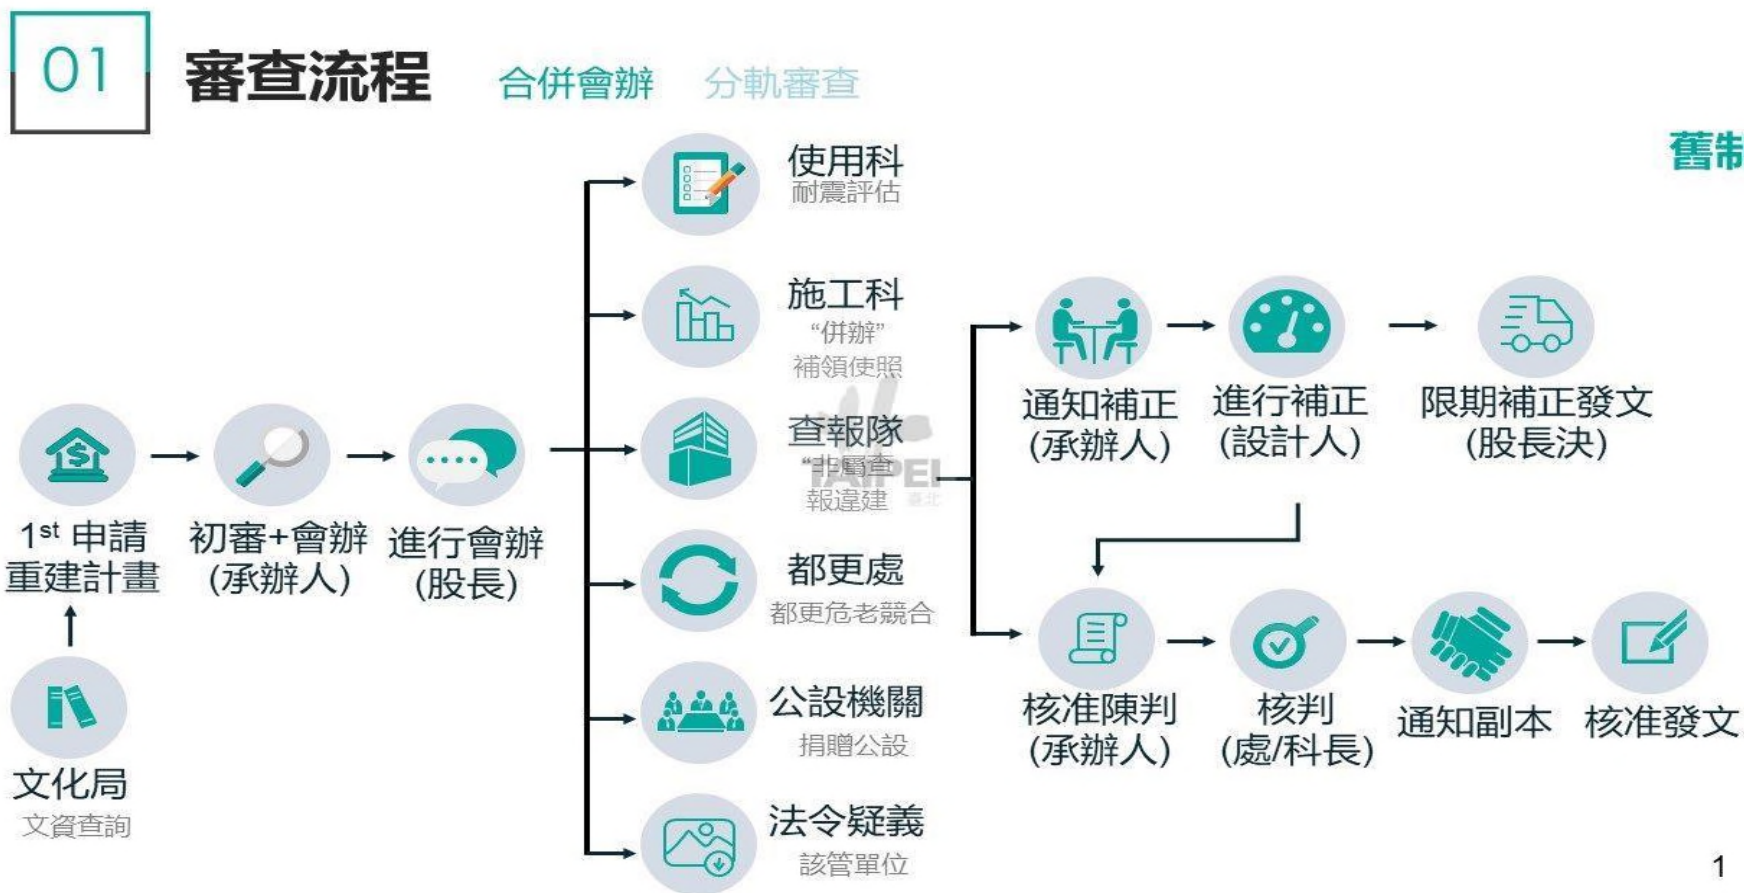 01
審查流程
合併會辦
分軌審查
舊制
文化局
文資查詢
1st 申請
重建計畫
初審+會辦
(承辦人)
進行會辦
(股長)
使用科
耐震評估
施工科
“併辦”
補領使照
查報隊
“非屬查
報違建
都更處
都更危老競合
公設機關
捐贈公設
法令疑義
該管單位
TAIPEI
臺北
通知補正
(承辦人)
進行補正
(設計人)
限期補正發文
(股長決)
核准陳判
(承辦人)
核判
(處/科長)
通知副本
核准發文
1